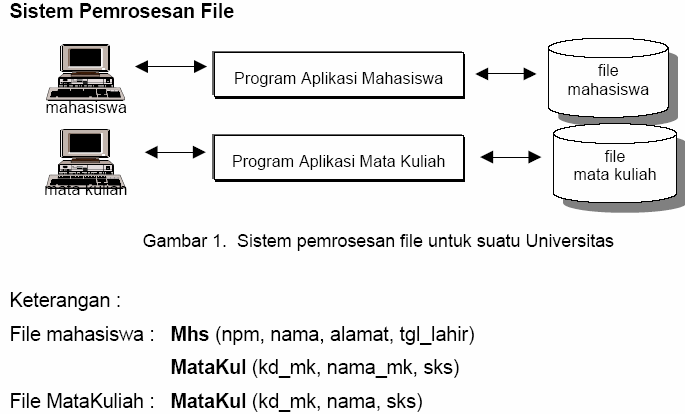 Sistem Pemrosesan File
mahasiswa
Program Aplikasi Mahasiswa
file
mahasiswa
mata kuliah
Program Aplikasi Mata Kuliah
file
mata kuliah
Gambar 1. Sistem pemrosesan file untuk suatu Universitas
Keterangan :
File mahasiswa : Mhs (npm, nama, alamat, tgl_lahir)
MataKul (kd_mk, nama_mk, sks)
File MataKuliah : MataKul (kd_mk, nama, sks)